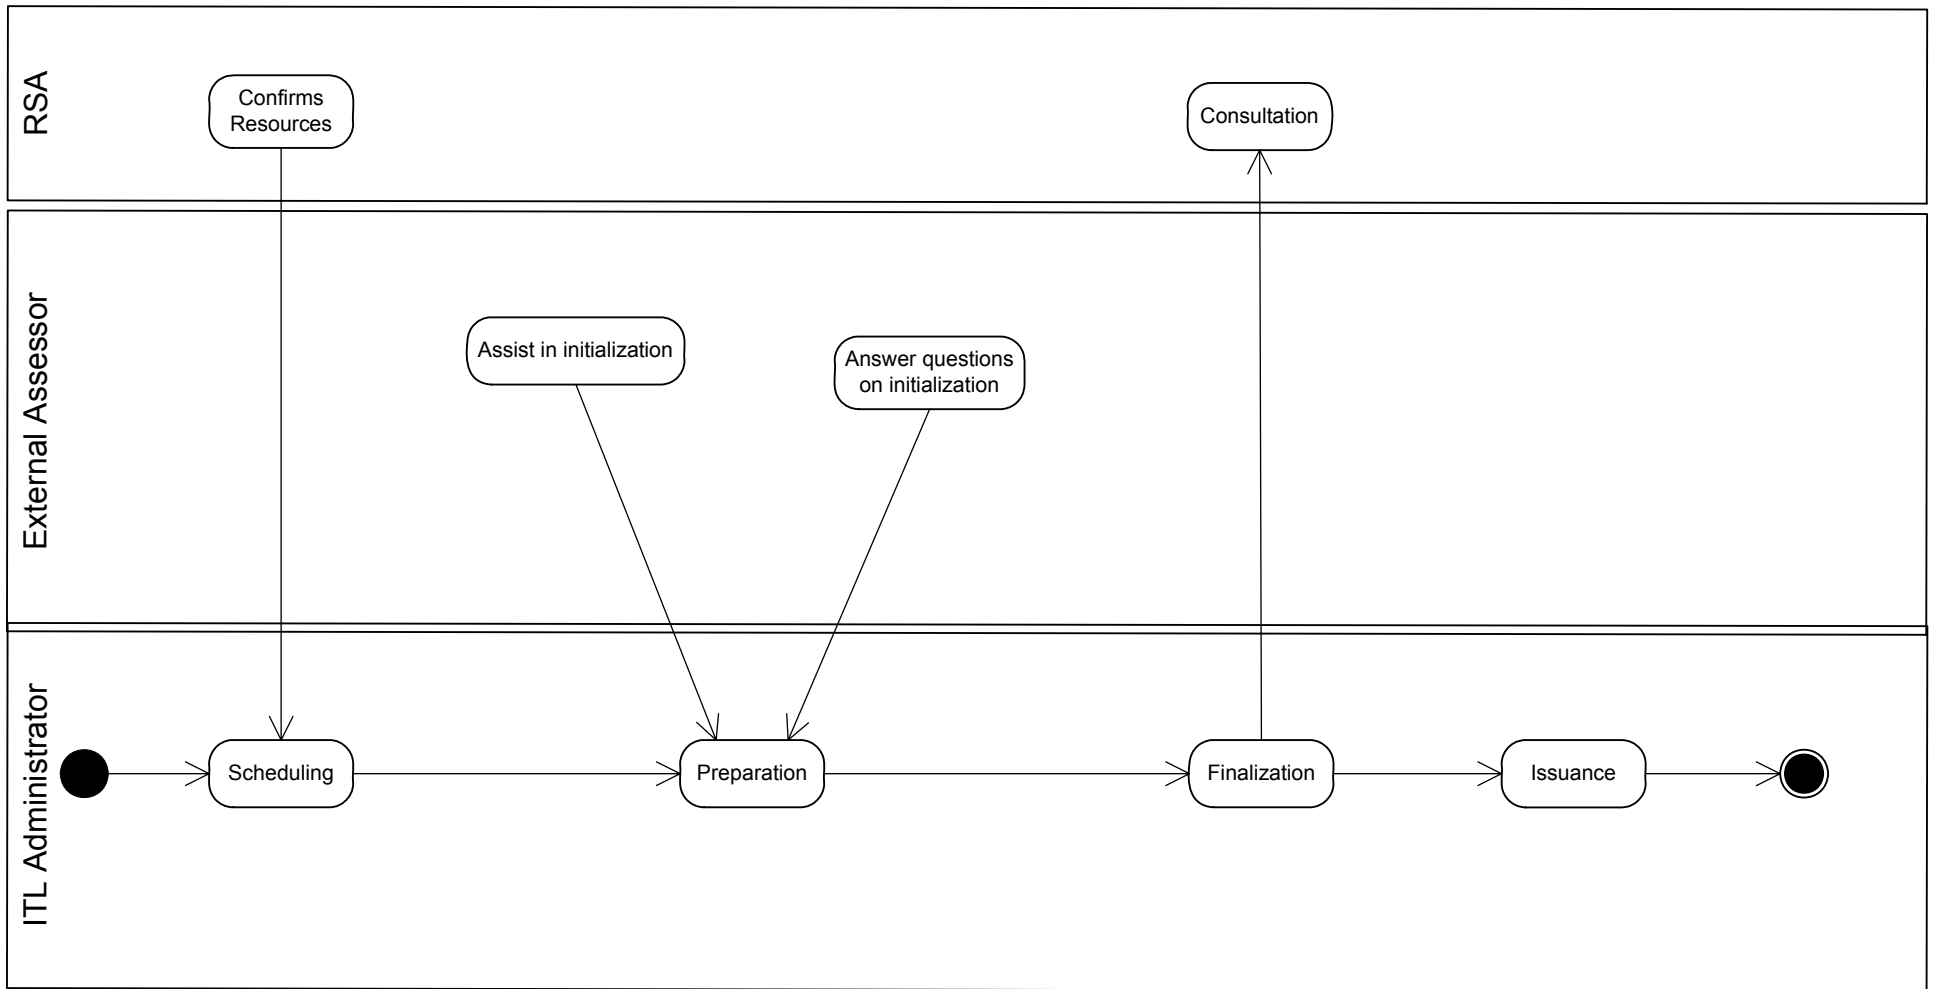 RSA
Confirms
Resources
Consultation
External Assessor
Assist in initialization
Answer questions
on initialization
ITL Administrator
Scheduling
Preparation
Finalization
Issuance